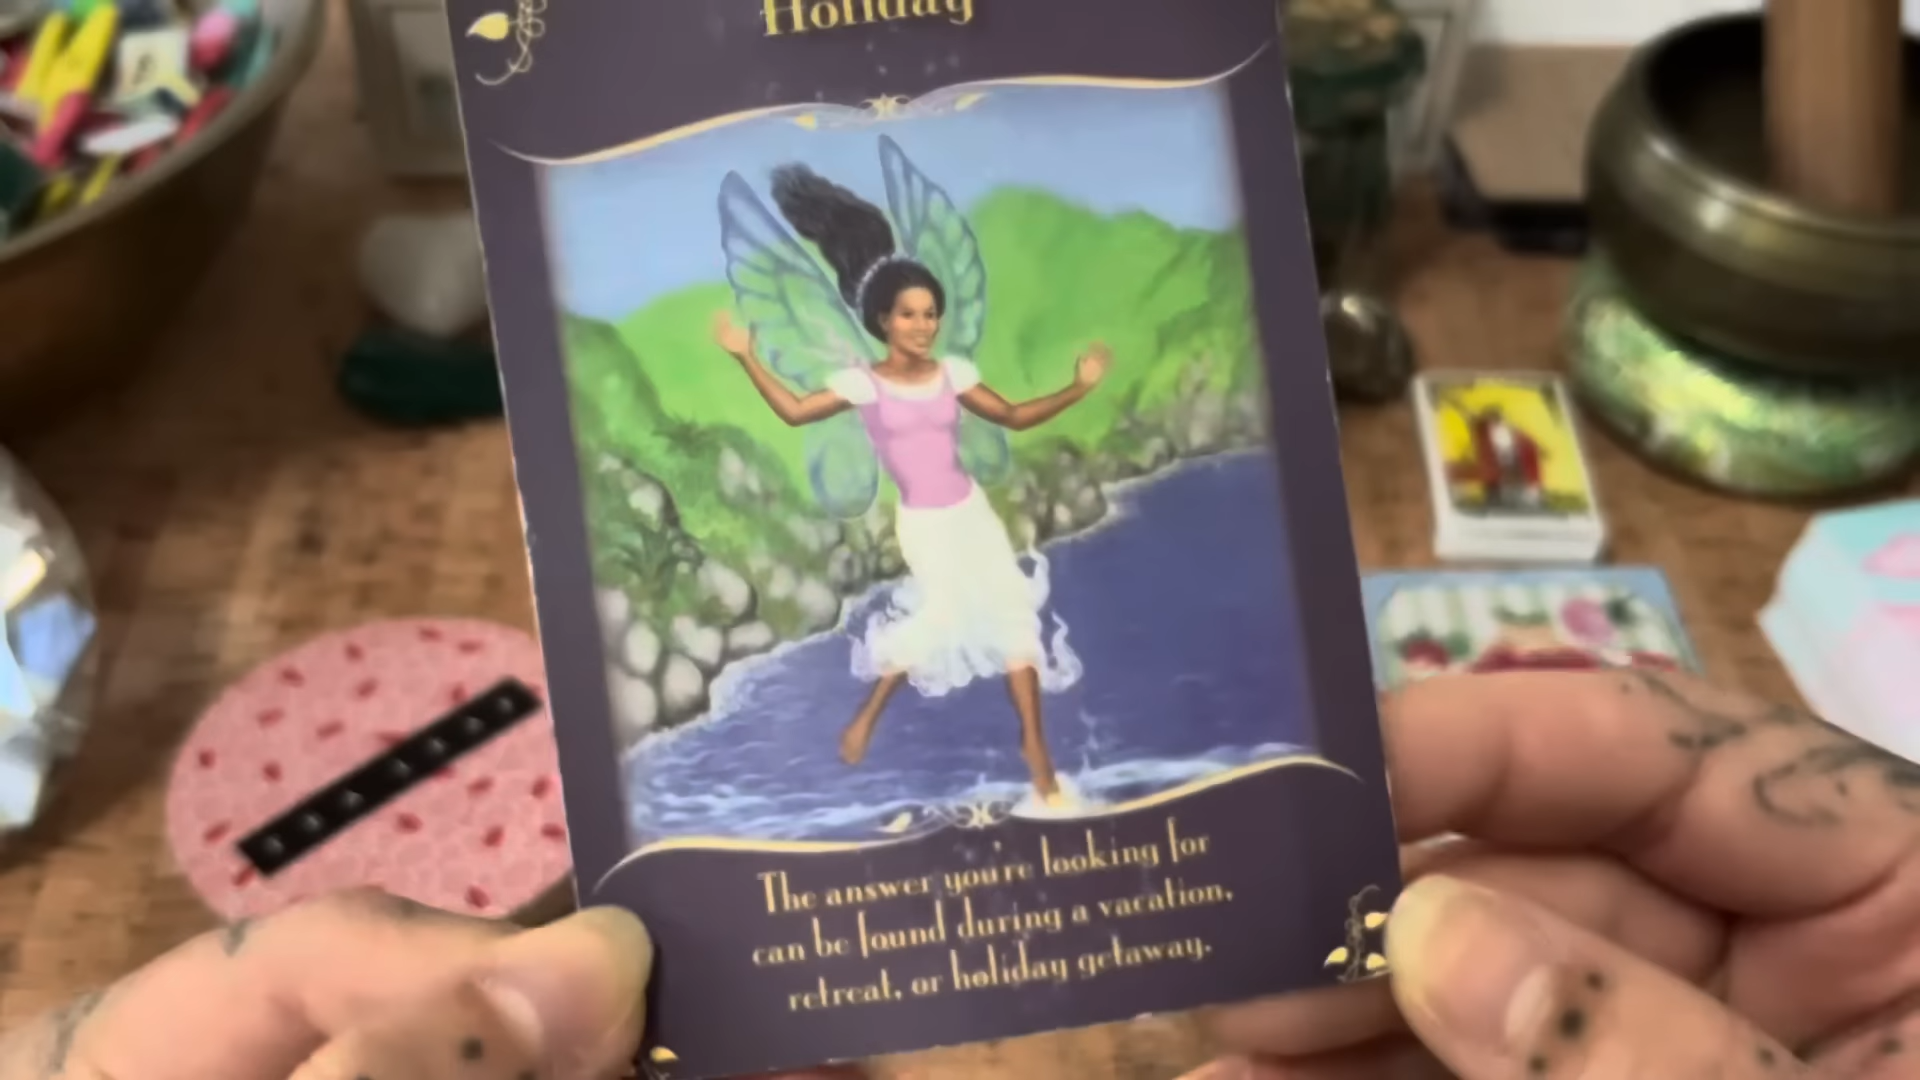 Holiday
The answer you're looking for
can be found during a vacation,
retreat, or holiday getaway.